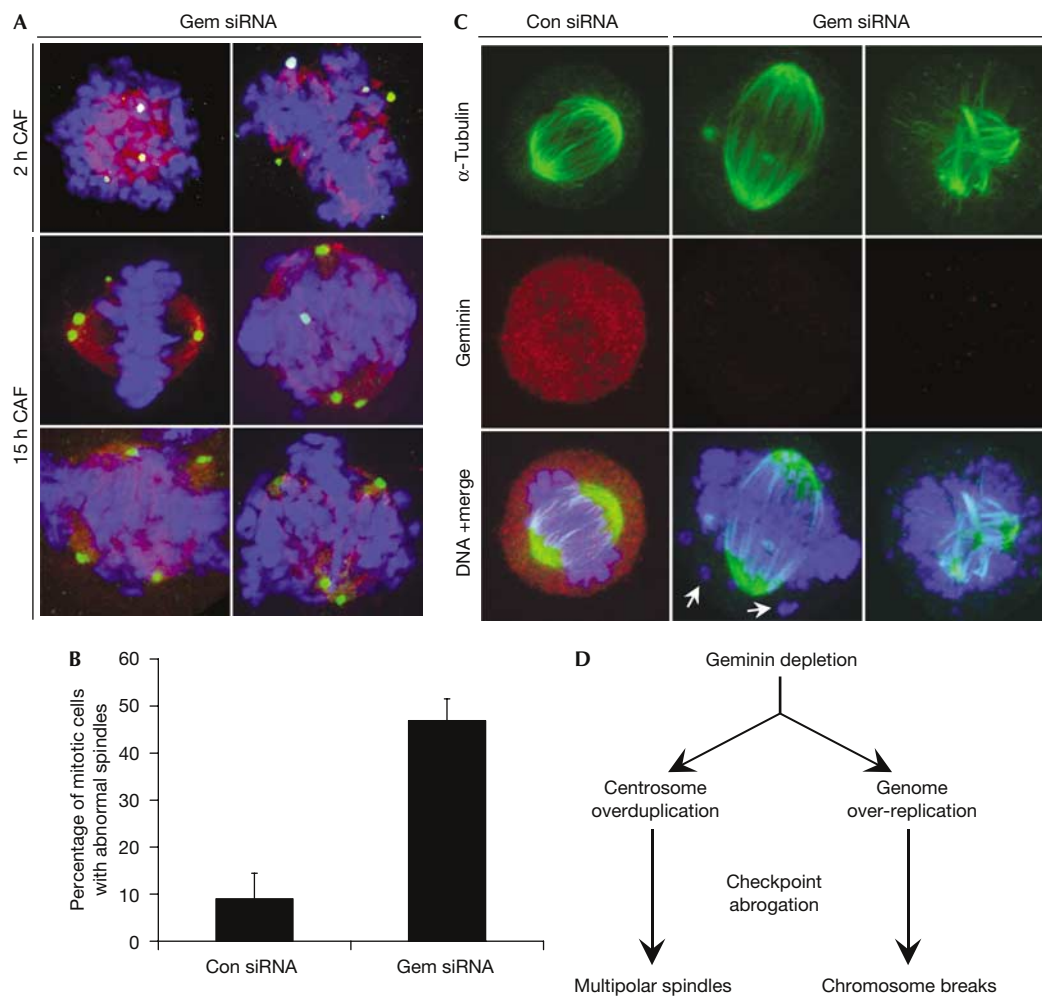 A
Gem siRNA
2 h CAF
15 h CAF
C
Con siRNA
Gem siRNA
α-Tubulin
Geminin
DNA +merge
B
Percentage of mitotic cells
with abnormal spindles
60
50
40
30
20
10
0
Con siRNA
Gem siRNA
D
Geminin depletion
Centrosome
overduplication
Genome
over-replication
Checkpoint
abrogation
Multipolar spindles
Chromosome breaks